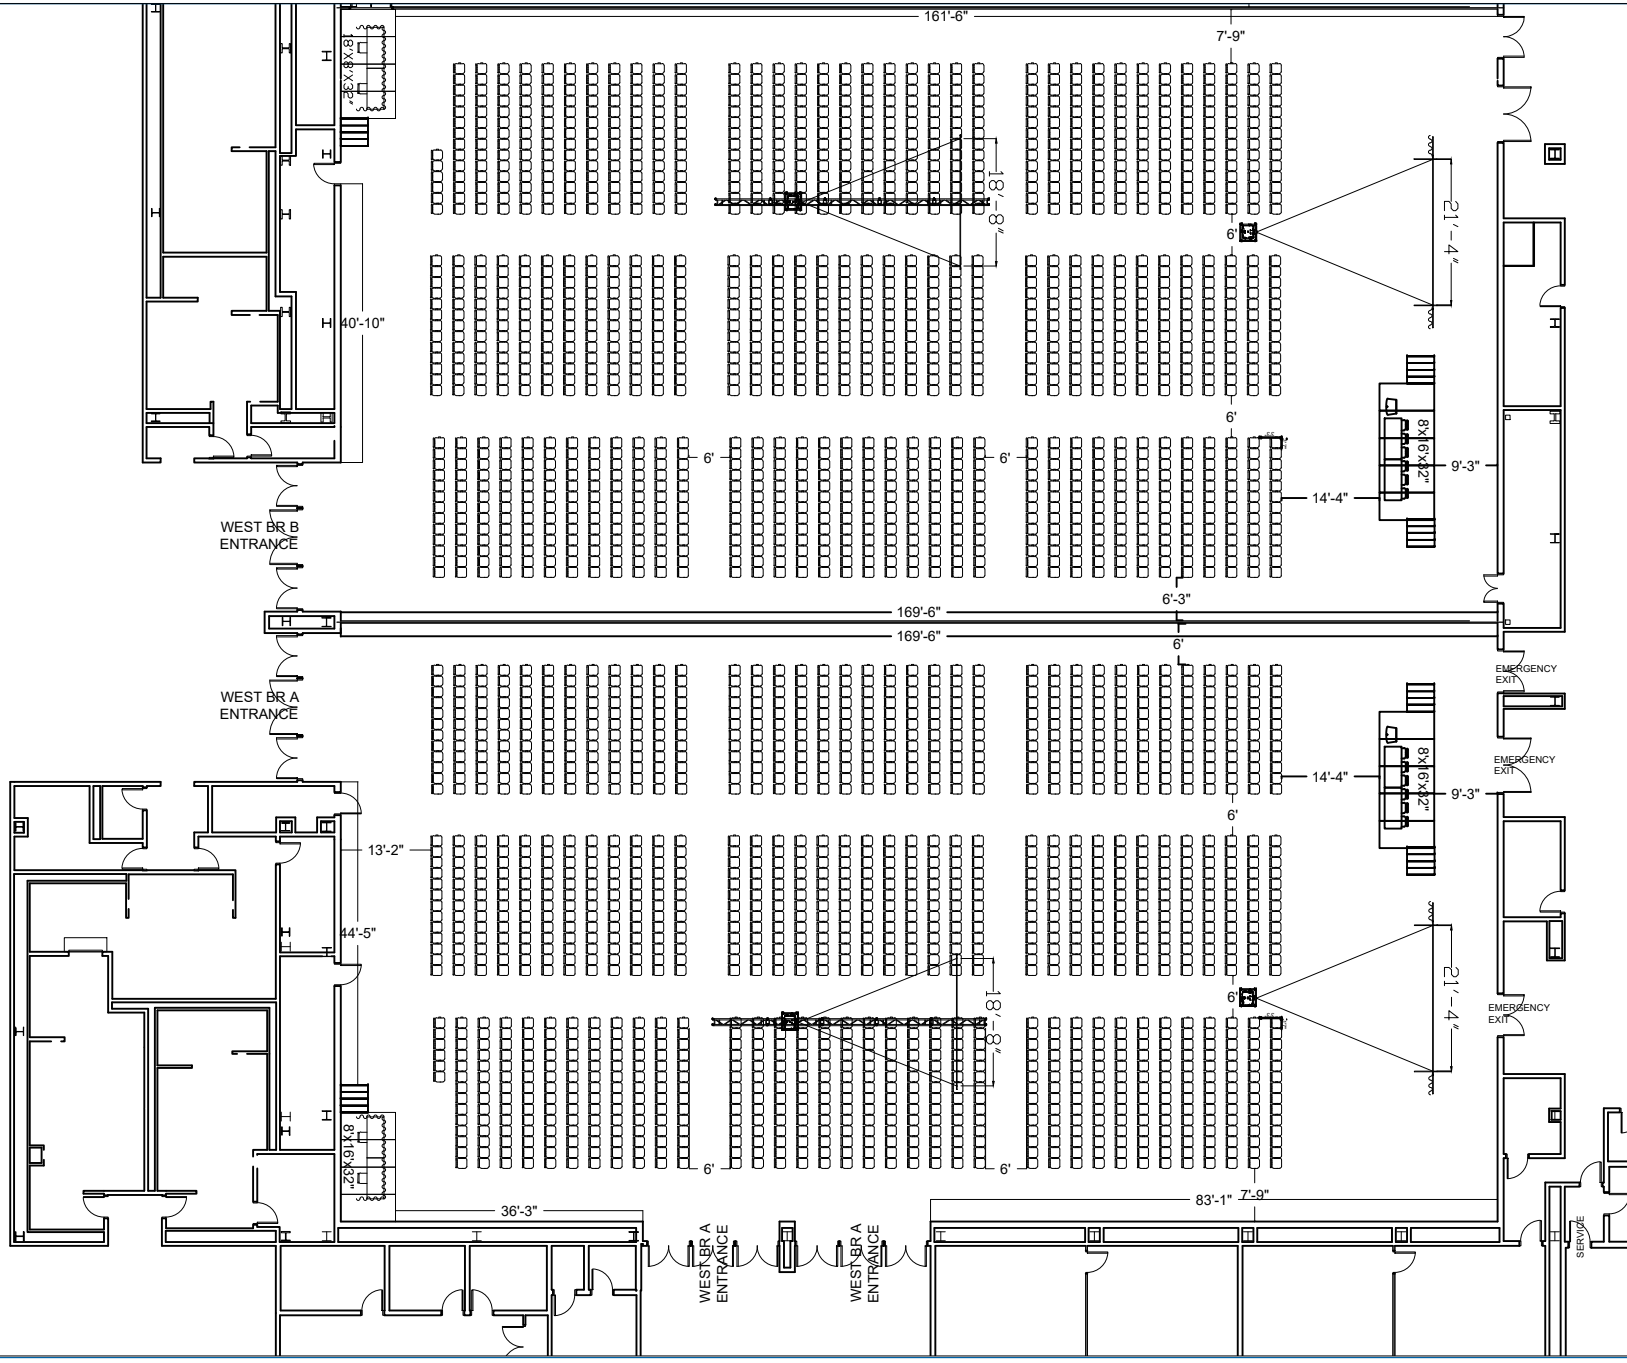 161'-6"
7'-9"
8'X8'X32"
18'-8"
21'-4"
6'
40'-10"
6'
6'
6'
8'x16'x32"
9'-3"
14'-4"
WEST BR B
ENTRANCE
6'-3"
169'-6"
169'-6"
6'
EMERGENCY
EXIT
WEST BR A
ENTRANCE
EMERGENCY
EXIT
14'-4"
8'x16'x32"
9'-3"
6'
13'-2"
44'-5"
18'-8"
6'
21'-4"
EMERGENCY
EXIT
8'X16'X32"
6'
6'
36'-3"
83'-1"
7'-9"
WEST BR A
ENTRANCE
WEST BR A
ENTRANCE
SERVICE